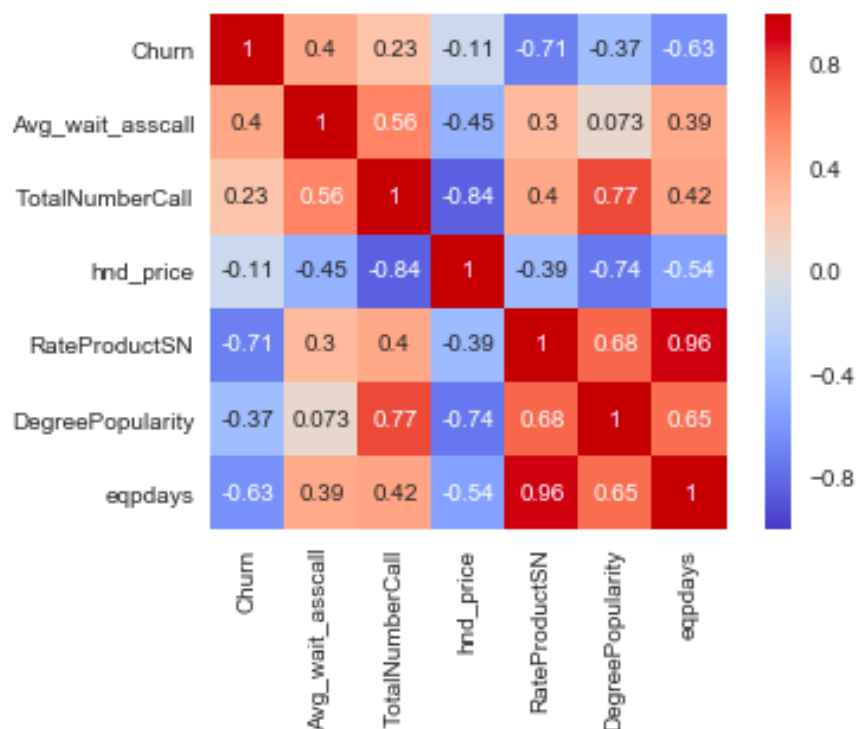 Churn 1 0.4 0.23 -0.11 -0.71 -0.37 -0.63
Avg_wait_asscall 0.4 1 0.56 -0.45 0.3 0.073 0.39
TotalNumberCall 0.23 0.56 1 -0.84 0.4 0.77 0.42
hnd_price -0.11 -0.45 -0.84 1 -0.39 -0.74 -0.54
RateProductSN -0.71 0.3 0.4 -0.39 1 0.68 0.96
DegreePopularity -0.37 0.073 0.77 -0.74 0.68 1 0.65
eqpdays -0.63 0.39 0.42 -0.54 0.96 0.65 1
Churn
Avg_wait_asscall
TotalNumberCall
hnd_price
RateProductSN
DegreePopularity
eqpdays
0.8
0.4
0.0
−0.4
−0.8